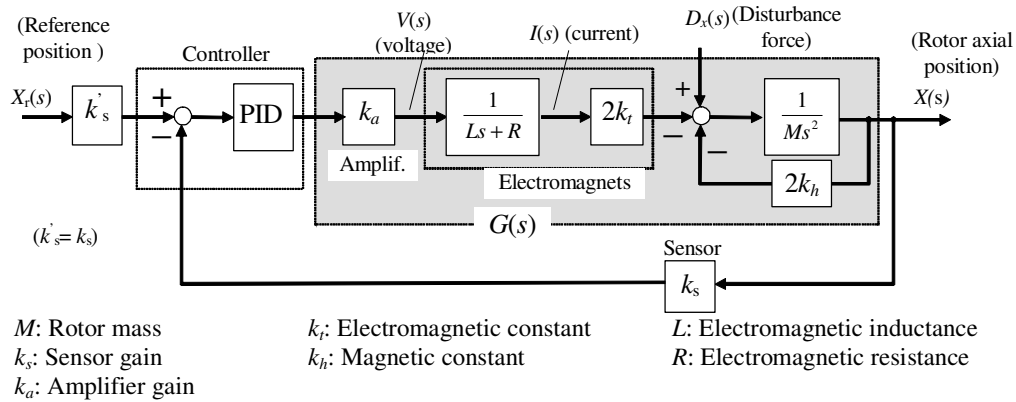 (Reference position )
Controller
V(s) (voltage)
I(s) (current)
Dₓ(s) (Disturbance force)
(Rotor axial position)
Xᵣ(s)
k'ₛ
+
−
PID
kₐ
Amplif.
1 / (Ls + R)
2kₜ
Electromagnets
+
−
−
1 / Ms²
2kₕ
X(s)
G(s)
(k'ₛ= kₛ)
Sensor
kₛ
M: Rotor mass
kₛ: Sensor gain
kₐ: Amplifier gain
kₜ: Electromagnetic constant
kₕ: Magnetic constant
L: Electromagnetic inductance
R: Electromagnetic resistance